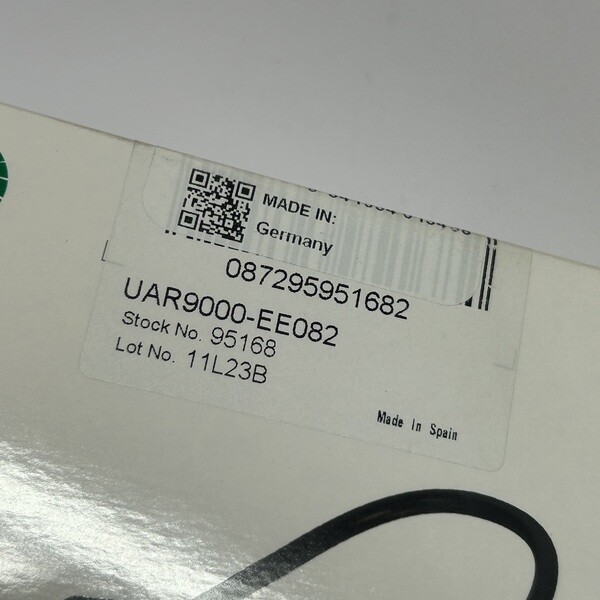 MADE IN:
Germany
087295951682
UAR9000-EE082
Stock No. 95168
Lot No. 11L23B
Made in Spain